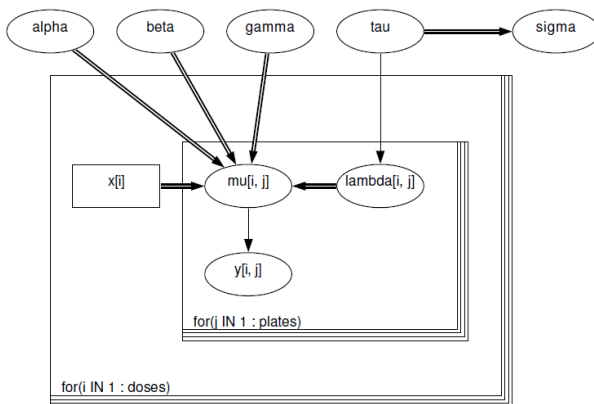 alpha beta gamma tau sigma
x[i] mu[i, j] lambda[i, j]
y[i, j]
for(j IN 1 : plates)
for(i IN 1 : doses)